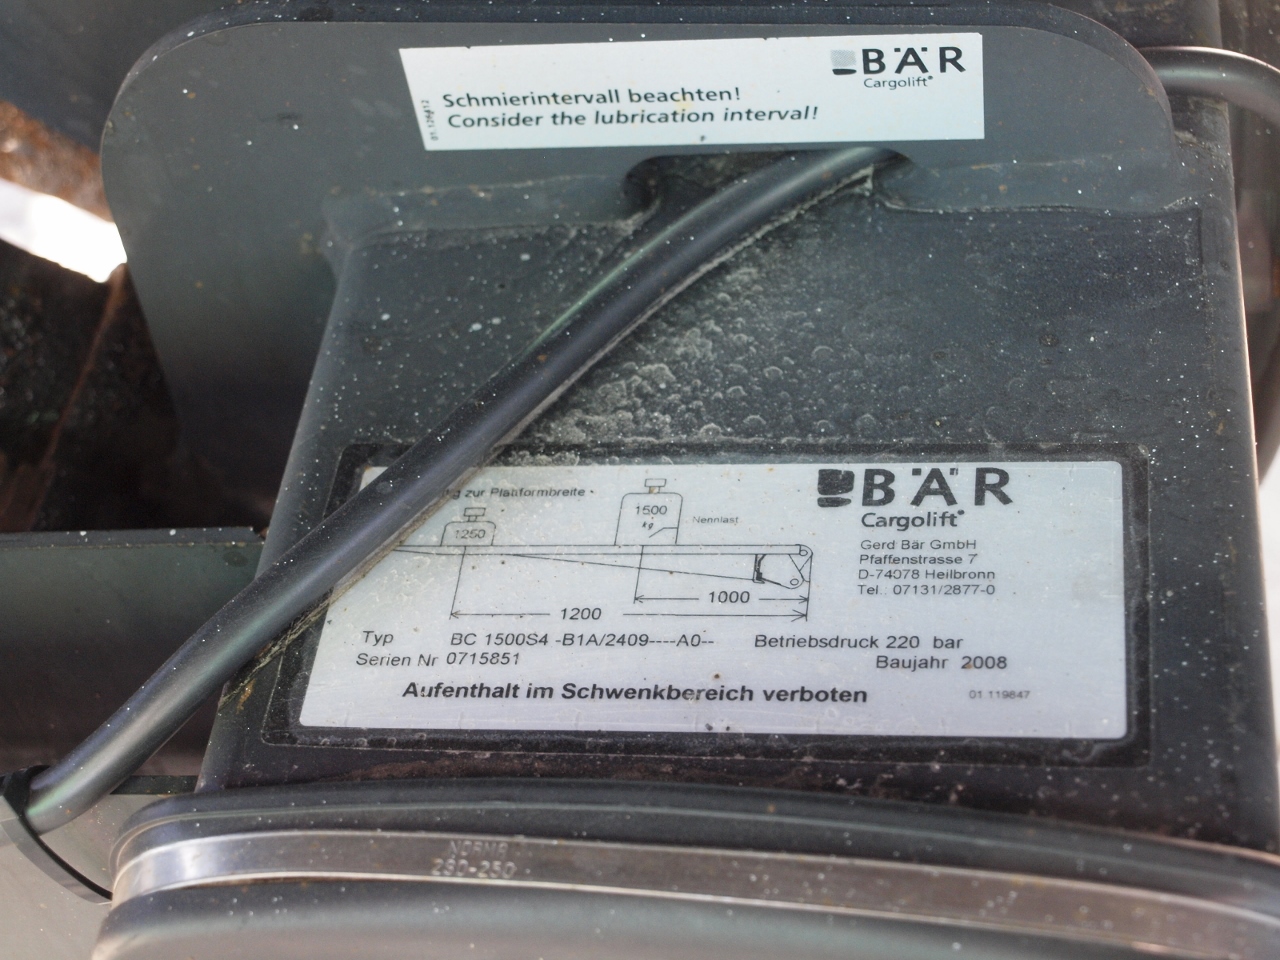 BÄR
Cargolift
Schmierintervall beachten!
Consider the lubrication interval!
zur Plattformbreite
1250
1500
kg
Nennlast
1000
1200
BÄR
Cargolift
Gerd Bär GmbH
Pfaffenstrasse 7
D-74078 Heilbronn
Tel.: 07131/2877-0
Typ BC 1500S4 -B1A/2409----A0-- Betriebsdruck 220 bar
Serien Nr 0715851 Baujahr 2008
Aufenthalt im Schwenkbereich verboten 01 119847
NORMA
230-250